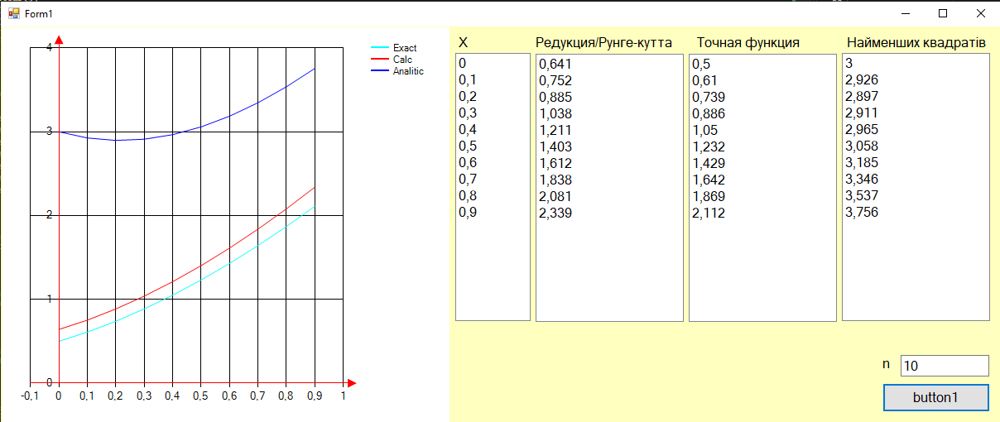 Form1
4
3
2
1
0
-0,1 0 0,1 0,2 0,3 0,4 0,5 0,6 0,7 0,8 0,9 1
Exact
Calc
Analitic
X Редукция/Рунге-кутта Точная функция Найменших квадратів
0 0,641 0,5 3
0,1 0,752 0,61 2,926
0,2 0,885 0,739 2,897
0,3 1,038 0,886 2,911
0,4 1,211 1,05 2,965
0,5 1,403 1,232 3,058
0,6 1,612 1,429 3,185
0,7 1,838 1,642 3,346
0,8 2,081 1,869 3,537
0,9 2,339 2,112 3,756
n 10
button1